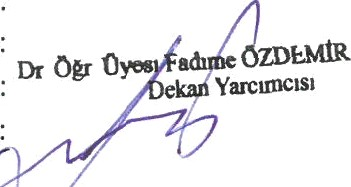 Dr Öğr Üyesi Fadime ÖZDEMİR
Dekan Yarcımcısı